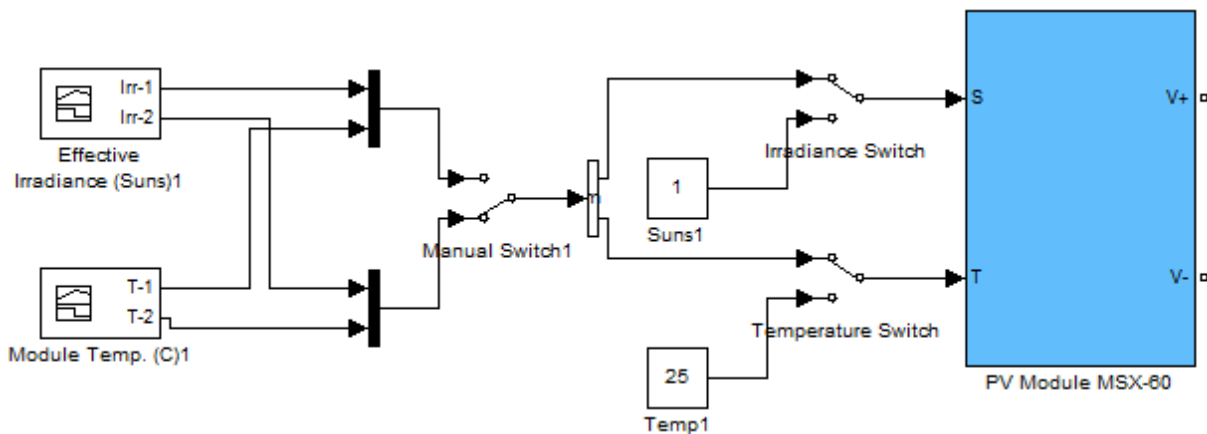 Irr-1
Irr-2
Effective
Irradiance (Suns)1
T-1
T-2
Module Temp. (C)1
Manual Switch1
m
1
Suns1
Irradiance Switch
Temperature Switch
25
Temp1
S
V+
T
V-
PV Module MSX-60